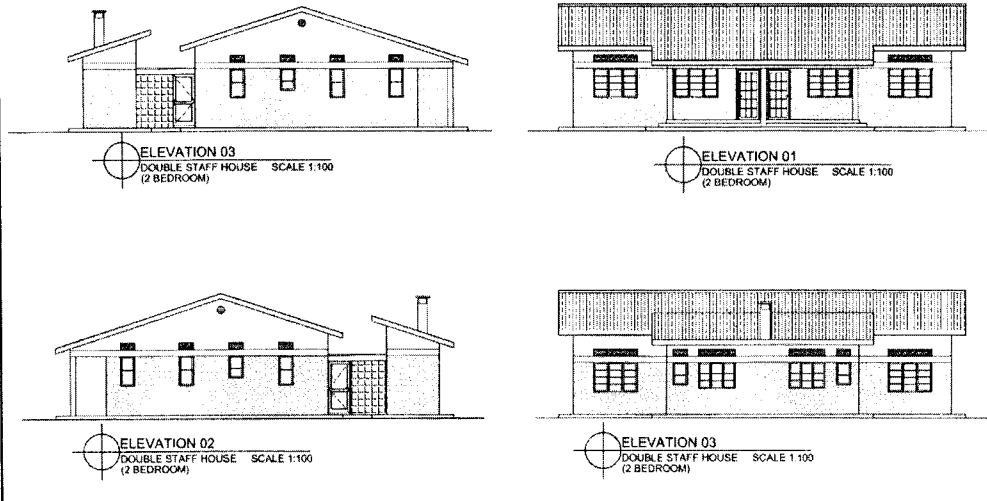 ELEVATION 03
DOUBLE STAFF HOUSE SCALE 1:100
(2 BEDROOM)
ELEVATION 01
DOUBLE STAFF HOUSE SCALE 1:100
(2 BEDROOM)
ELEVATION 02
DOUBLE STAFF HOUSE SCALE 1:100
(2 BEDROOM)
ELEVATION 03
DOUBLE STAFF HOUSE SCALE 1:100
(2 BEDROOM)